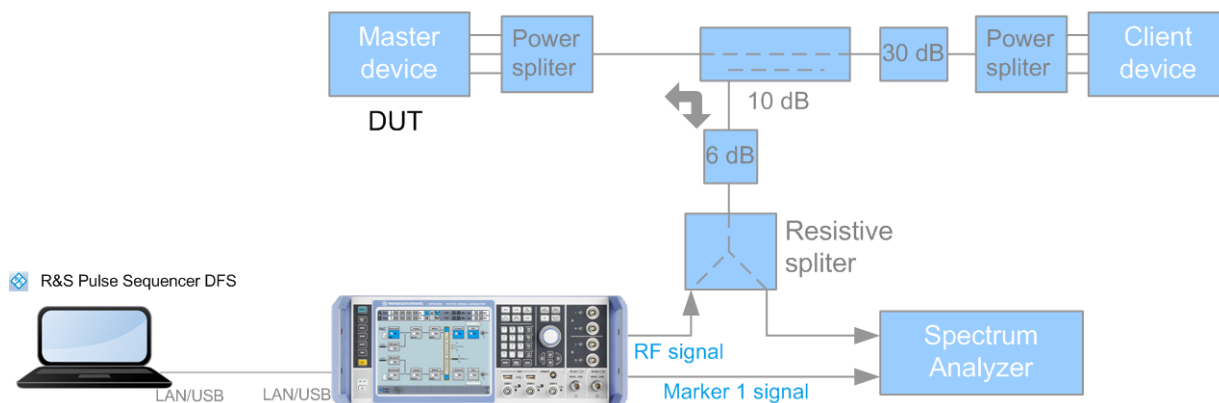 Master
device
Power
spliter
30 dB
Power
spliter
Client
device
DUT
10 dB
6 dB
Resistive
spliter
R&S Pulse Sequencer DFS
RF signal
Spectrum
Analyzer
LAN/USB
LAN/USB
Marker 1 signal